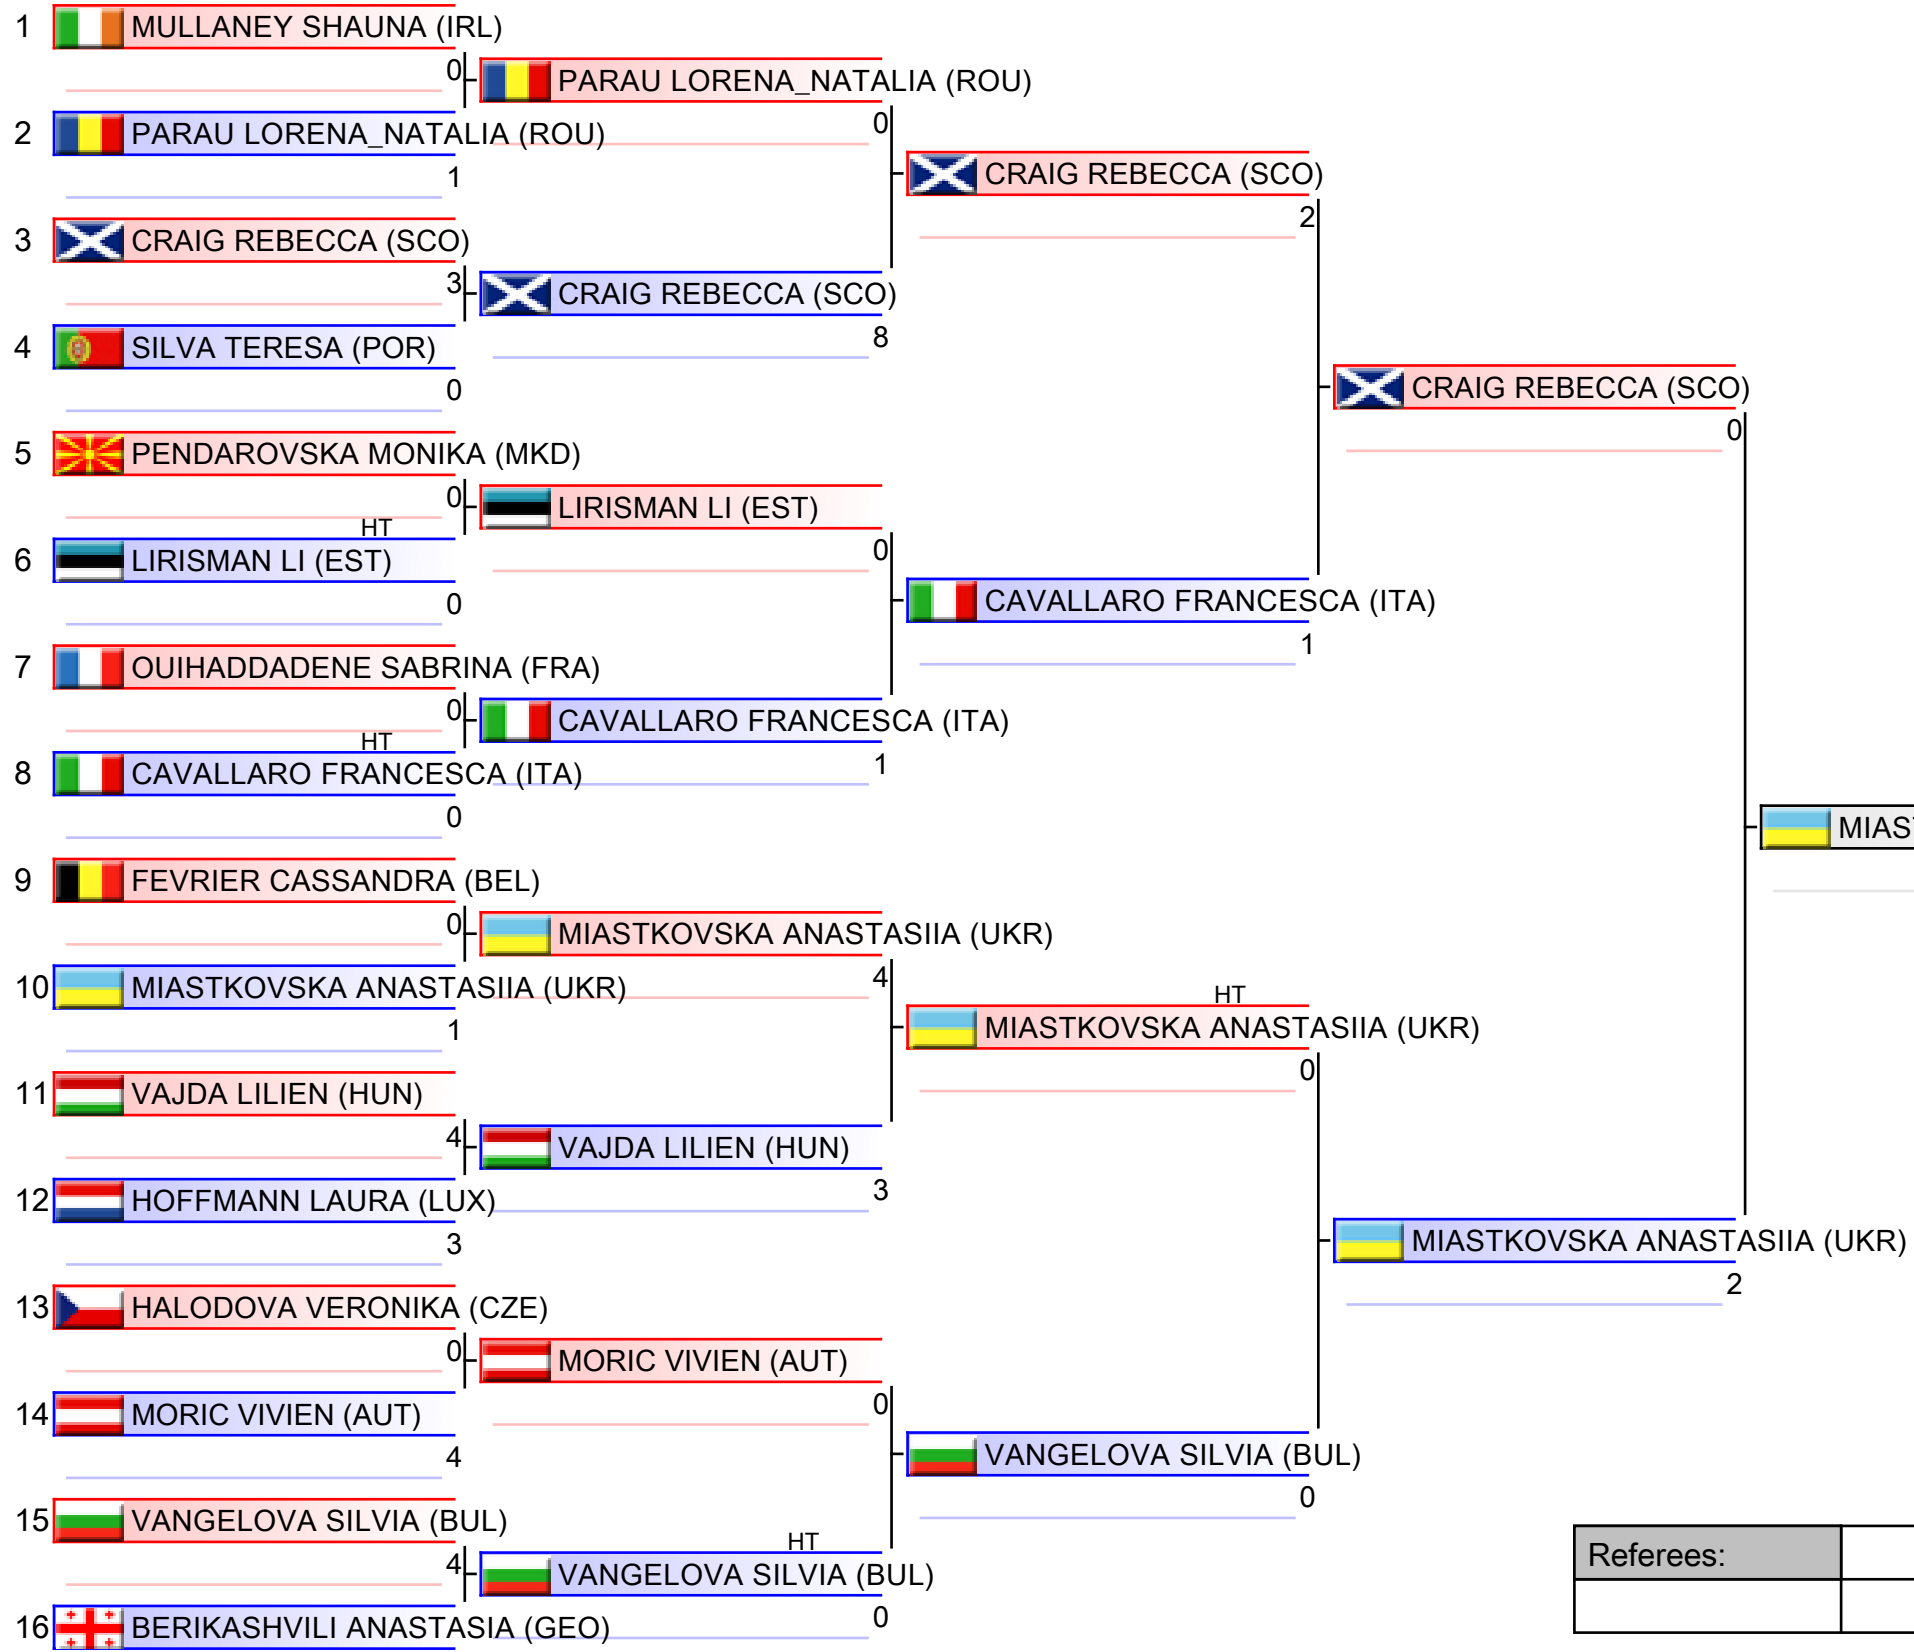 1 MULLANEY SHAUNA (IRL)
0
PARAU LORENA_NATALIA (ROU)
0
2 PARAU LORENA_NATALIA (ROU)
1
CRAIG REBECCA (SCO)
2
3 CRAIG REBECCA (SCO)
3
CRAIG REBECCA (SCO)
8
4 SILVA TERESA (POR)
0
CRAIG REBECCA (SCO)
0
5 PENDAROVSKA MONIKA (MKD)
0
LIRISMAN LI (EST)
0
HT
6 LIRISMAN LI (EST)
0
CAVALLARO FRANCESCA (ITA)
1
7 OUIHADDADENE SABRINA (FRA)
0
CAVALLARO FRANCESCA (ITA)
1
HT
8 CAVALLARO FRANCESCA (ITA)
0
9 FEVRIER CASSANDRA (BEL)
0
MIASTKOVSKA ANASTASIIA (UKR)
4
10 MIASTKOVSKA ANASTASIIA (UKR)
1
HT
MIASTKOVSKA ANASTASIIA (UKR)
0
11 VAJDA LILIEN (HUN)
4
VAJDA LILIEN (HUN)
3
12 HOFFMANN LAURA (LUX)
3
MIASTKOVSKA ANASTASIIA (UKR)
2
13 HALODOVA VERONIKA (CZE)
0
MORIC VIVIEN (AUT)
0
14 MORIC VIVIEN (AUT)
4
VANGELOVA SILVIA (BUL)
0
15 VANGELOVA SILVIA (BUL)
4
HT
VANGELOVA SILVIA (BUL)
0
16 BERIKASHVILI ANASTASIA (GEO)
Referees: